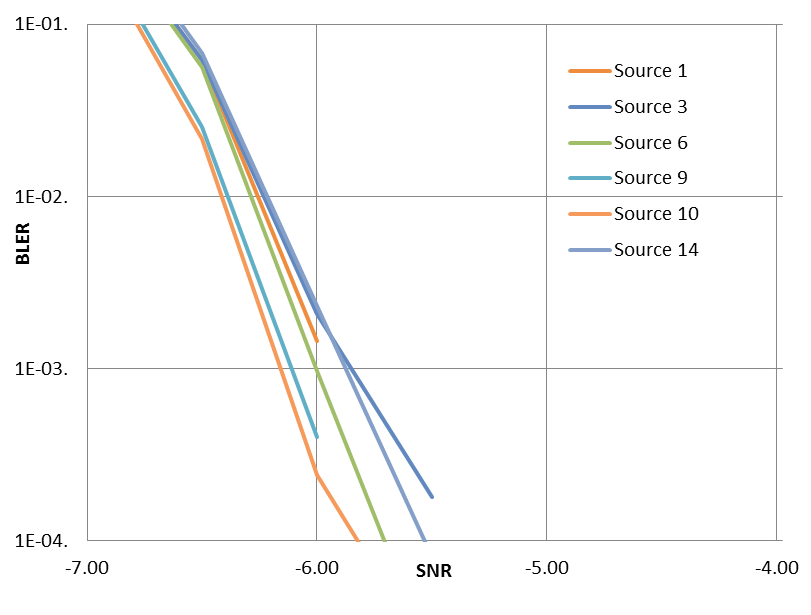 1E-01.
1E-02.
1E-03.
1E-04.
BLER
Source 1
Source 3
Source 6
Source 9
Source 10
Source 14
-7.00
-6.00
-5.00
-4.00
SNR